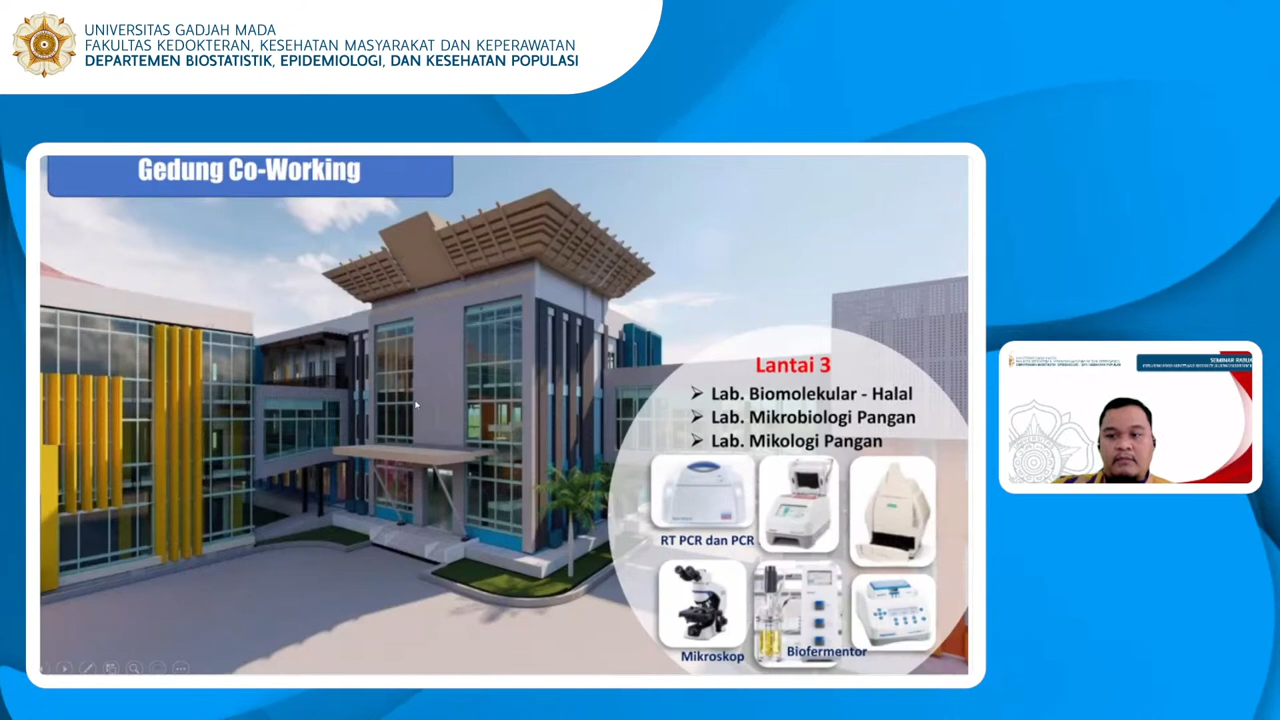 UNIVERSITAS GADJAH MADA
FAKULTAS KEDOKTERAN, KESEHATAN MASYARAKAT DAN KEPERAWATAN
DEPARTEMEN BIOSTATISTIK, EPIDEMIOLOGI, DAN KESEHATAN POPULASI
Gedung Co-Working
Lantai 3
➢ Lab. Biomolekular - Halal
➢ Lab. Mikrobiologi Pangan
➢ Lab. Mikologi Pangan
RT PCR dan PCR
Mikroskop
Biofermentor
SEMINAR RABU